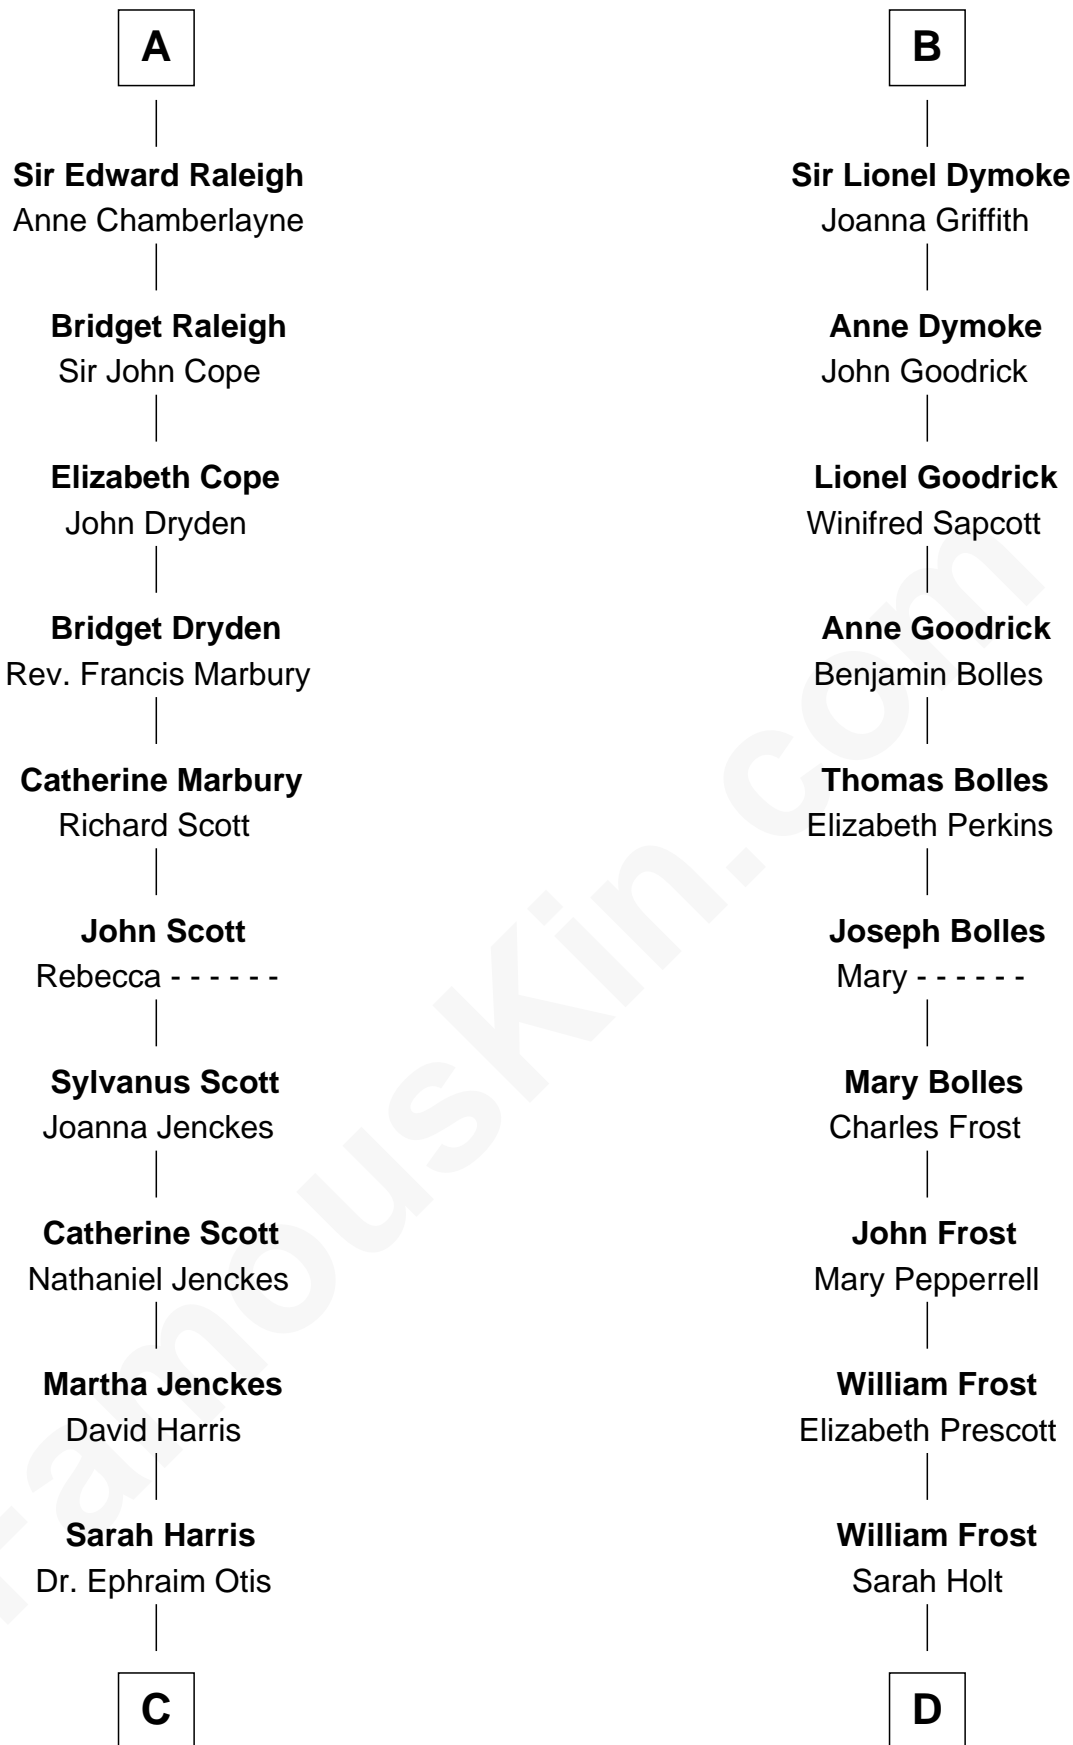 A
Sir Edward Raleigh
Anne Chamberlayne
Bridget Raleigh
Sir John Cope
Elizabeth Cope
John Dryden
Bridget Dryden
Rev. Francis Marbury
Catherine Marbury
Richard Scott
John Scott
Rebecca - - - - - -
Sylvanus Scott
Joanna Jenckes
Catherine Scott
Nathaniel Jenckes
Martha Jenckes
David Harris
Sarah Harris
Dr. Ephraim Otis
C
B
Sir Lionel Dymoke
Joanna Griffith
Anne Dymoke
John Goodrick
Lionel Goodrick
Winifred Sapcott
Anne Goodrick
Benjamin Bolles
Thomas Bolles
Elizabeth Perkins
Joseph Bolles
Mary - - - - - -
Mary Bolles
Charles Frost
John Frost
Mary Pepperrell
William Frost
Elizabeth Prescott
William Frost
Sarah Holt
D
FamousKin.com